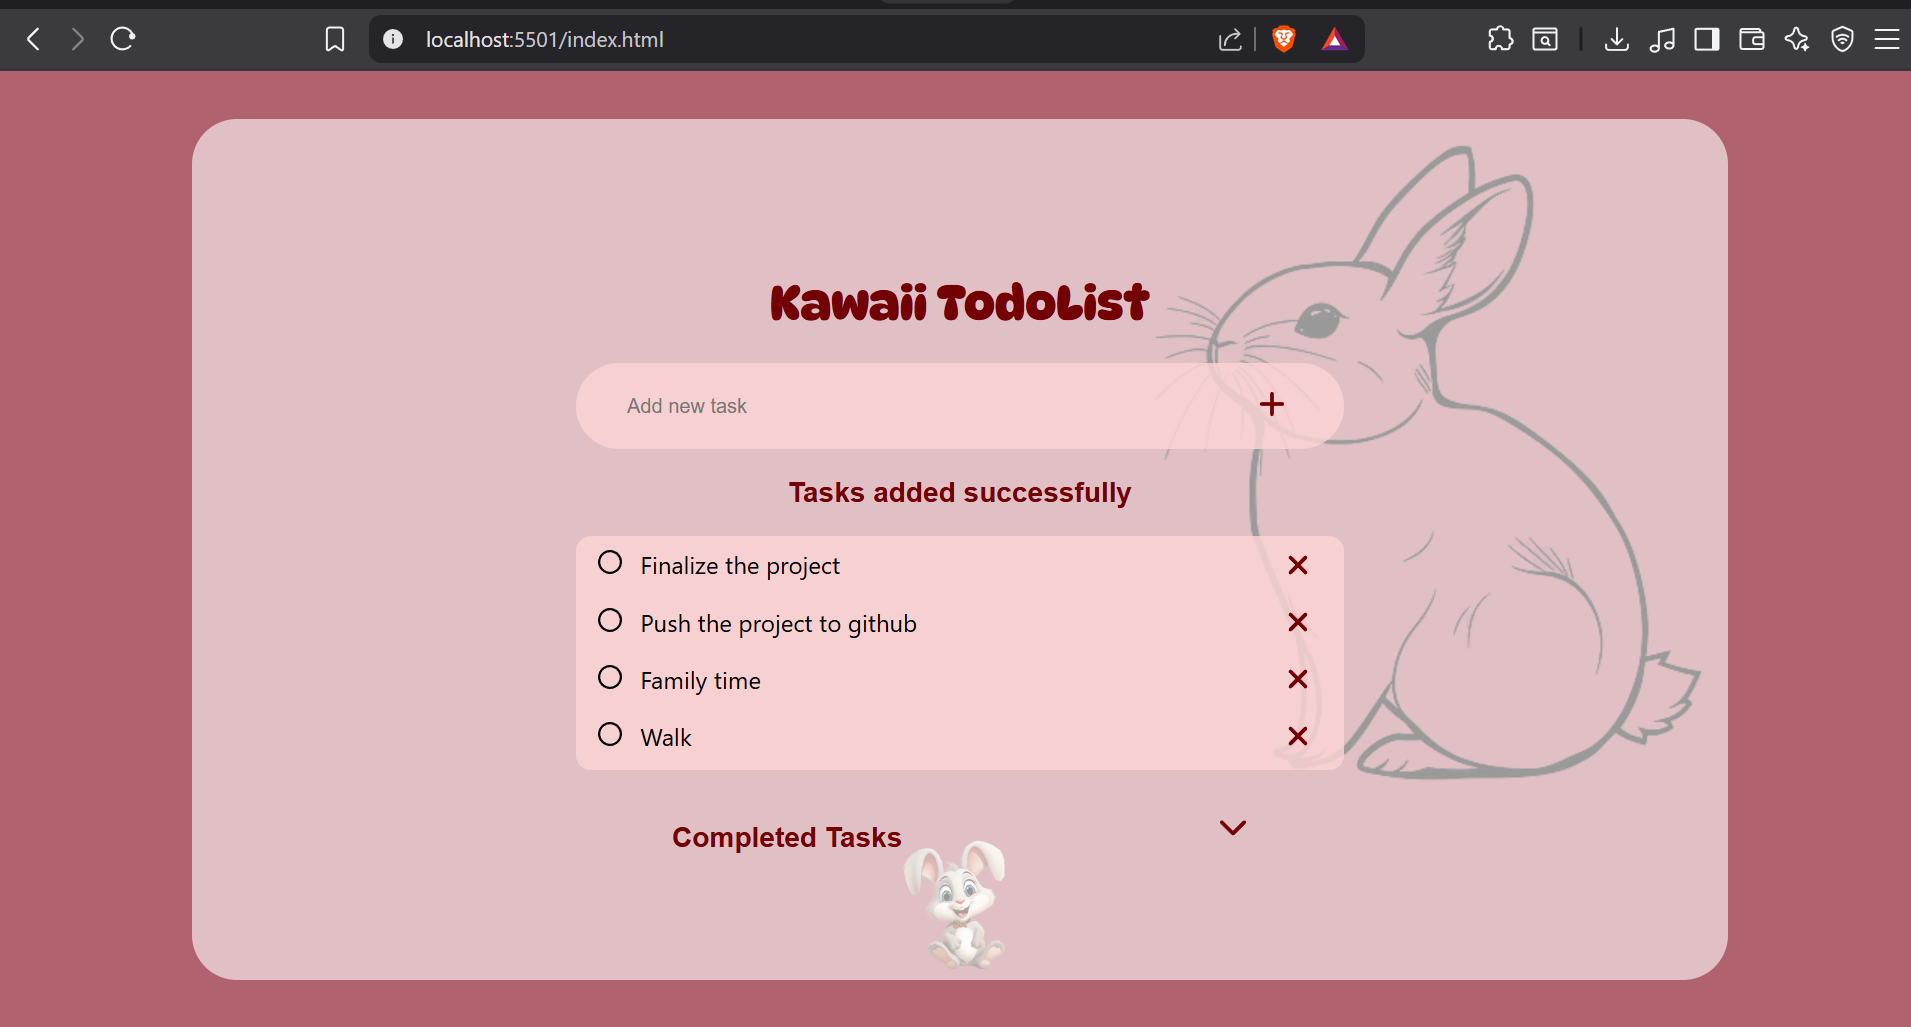 localhost:5501/index.html
Kawaii TodoList
Add new task
Tasks added successfully
Finalize the project
Push the project to github
Family time
Walk
Completed Tasks